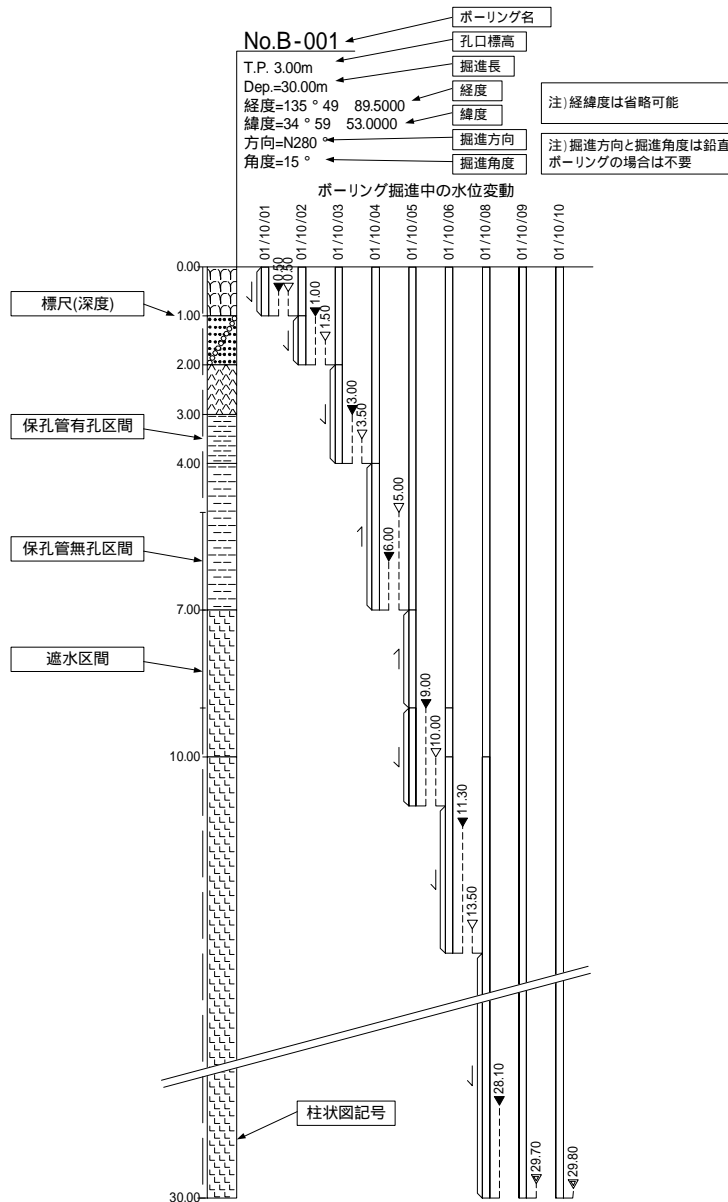 No.B-001
T.P. 3.00m
Dep.=30.00m
経度=135 ° 49 89.5000
緯度=34 ° 59 53.0000
方向=N280 °
角度=15 °
ボーリング名
孔口標高
掘進長
経度
緯度
掘進方向
掘進角度
注)経緯度は省略可能
注)掘進方向と掘進角度は鉛直
ボーリングの場合は不要
ボーリング掘進中の水位変動
01/10/01
01/10/02
01/10/03
01/10/04
01/10/05
01/10/06
01/10/08
01/10/09
01/10/10
0.00
1.00
2.00
3.00
4.00
7.00
10.00
30.00
標尺(深度)
保孔管有孔区間
保孔管無孔区間
遮水区間
柱状図記号
0.50
0.50
1.00
1.50
3.00
3.50
6.00
5.00
9.00
10.00
11.30
13.50
28.10
29.70
29.80